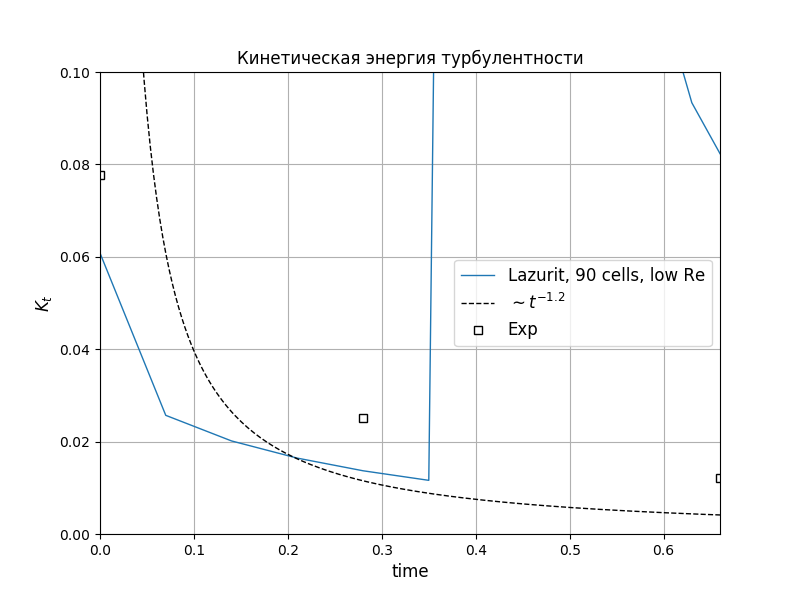 Кинетическая энергия турбулентности
0.10
0.08
0.06
0.04
0.02
0.00
K_t
Lazurit, 90 cells, low Re
~t^{-1.2}
Exp
0.0 0.1 0.2 0.3 0.4 0.5 0.6
time